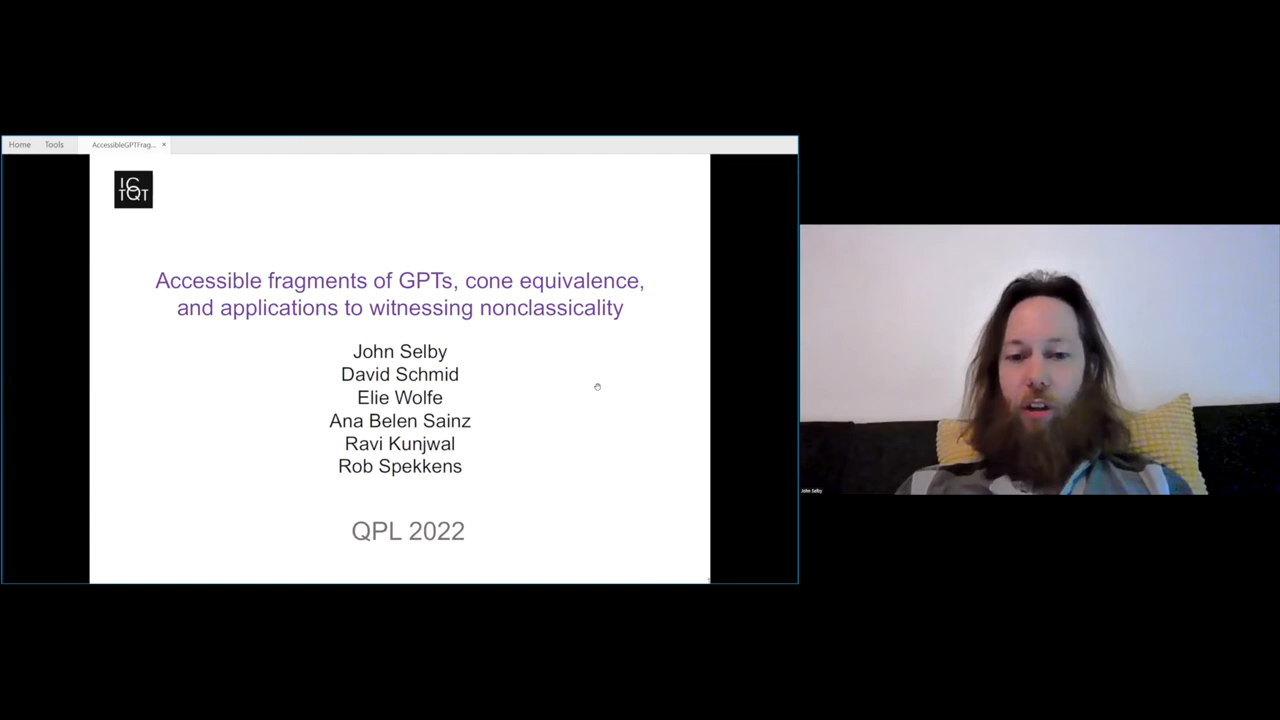 Home Tools AccessibleGPTFrag... ×
IC
TQT
Accessible fragments of GPTs, cone equivalence,
and applications to witnessing nonclassicality
John Selby
David Schmid
Elie Wolfe
Ana Belen Sainz
Ravi Kunjwal
Rob Spekkens
QPL 2022
John Selby